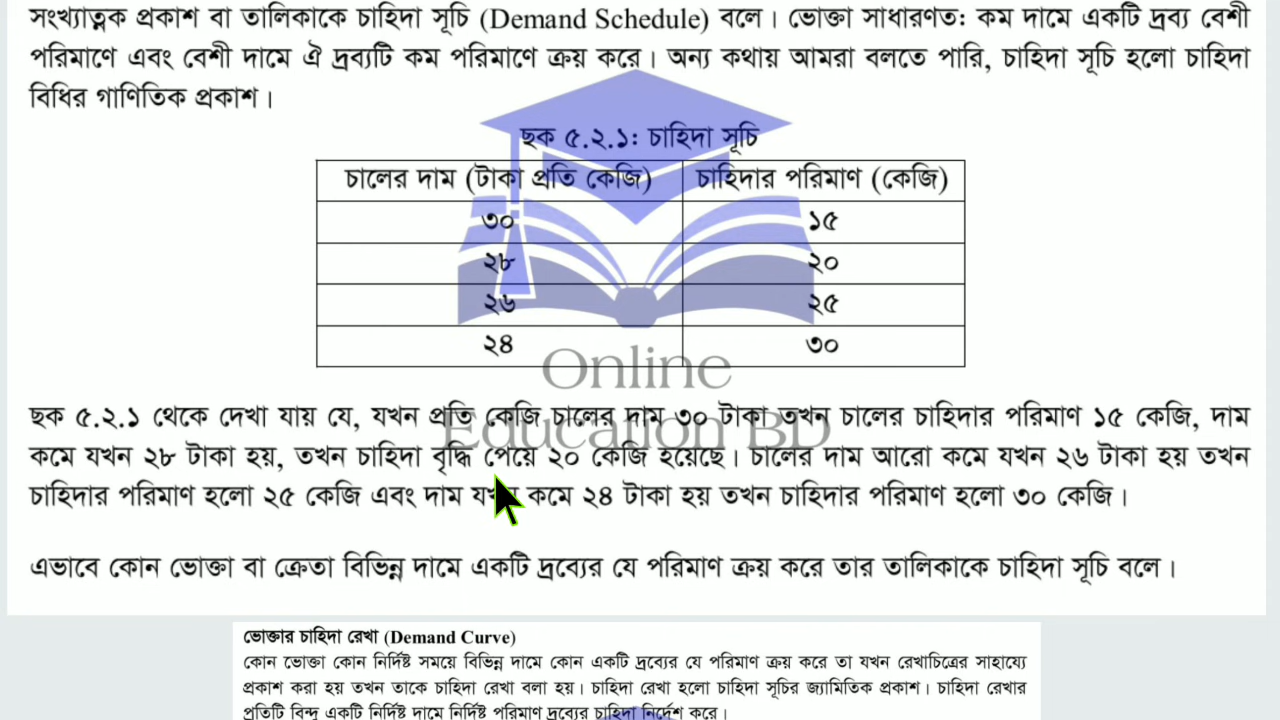 সংখ্যাত্নক প্রকাশ বা তালিকাকে চাহিদা সূচি (Demand Schedule) বলে। ভোক্তা সাধারণত: কম দামে একটি দ্রব্য বেশী
পরিমাণে এবং বেশী দামে ঐ দ্রব্যটি কম পরিমাণে ক্রয় করে। অন্য কথায় আমরা বলতে পারি, চাহিদা সূচি হলো চাহিদা
বিধির গাণিতিক প্রকাশ।
ছক ৫.২.১: চাহিদা সূচি
চালের দাম (টাকা প্রতি কেজি) চাহিদার পরিমাণ (কেজি)
৩০ ১৫
২৮ ২০
২৬ ২৫
২৪ ৩০
Online
Education BD
ছক ৫.২.১ থেকে দেখা যায় যে, যখন প্রতি কেজি চালের দাম ৩০ টাকা তখন চালের চাহিদার পরিমাণ ১৫ কেজি, দাম
কমে যখন ২৮ টাকা হয়, তখন চাহিদা বৃদ্ধি পেয়ে ২০ কেজি হয়েছে। চালের দাম আরো কমে যখন ২৬ টাকা হয় তখন
চাহিদার পরিমাণ হলো ২৫ কেজি এবং দাম যখন কমে ২৪ টাকা হয় তখন চাহিদার পরিমাণ হলো ৩০ কেজি।
এভাবে কোন ভোক্তা বা ক্রেতা বিভিন্ন দামে একটি দ্রব্যের যে পরিমাণ ক্রয় করে তার তালিকাকে চাহিদা সূচি বলে।
ভোক্তার চাহিদা রেখা (Demand Curve)
কোন ভোক্তা কোন নির্দিষ্ট সময়ে বিভিন্ন দামে কোন একটি দ্রব্যের যে পরিমাণ ক্রয় করে তা যখন রেখাচিত্রের সাহায্যে
প্রকাশ করা হয় তখন তাকে চাহিদা রেখা বলা হয়। চাহিদা রেখা হলো চাহিদা সূচির জ্যামিতিক প্রকাশ। চাহিদা রেখার
প্রতিটি বিন্দু একটি নির্দিষ্ট দামে নির্দিষ্ট পরিমাণ দ্রব্যের চাহিদা নির্দেশ করে।